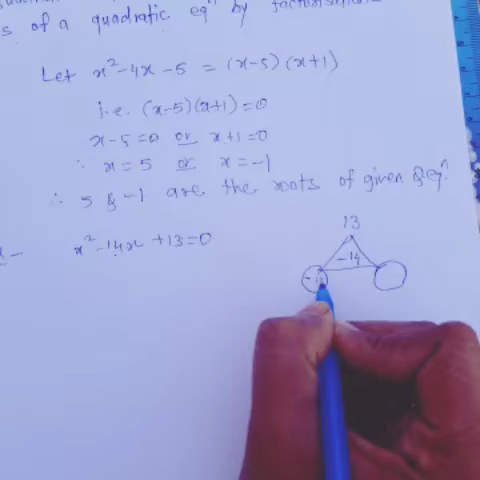 s of a quadratic eqⁿ by factorisation
Let x²-4x-5 = (x-5)(x+1)
i.e. (x-5)(x+1)=0
x-5=0 or x+1=0
∴ x=5 or x=-1
∴ 5 & -1 are the roots of given Q.Eqⁿ.
x²-14x+13=0
13
-14